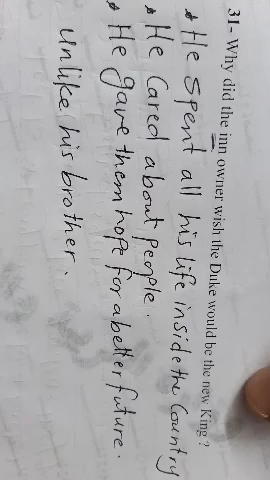 31- Why did the inn owner wish the Duke would be the new King?
* He spent all his life inside the Country
* He Cared about people.
* He gave them hope for a better future.
unlike his brother.